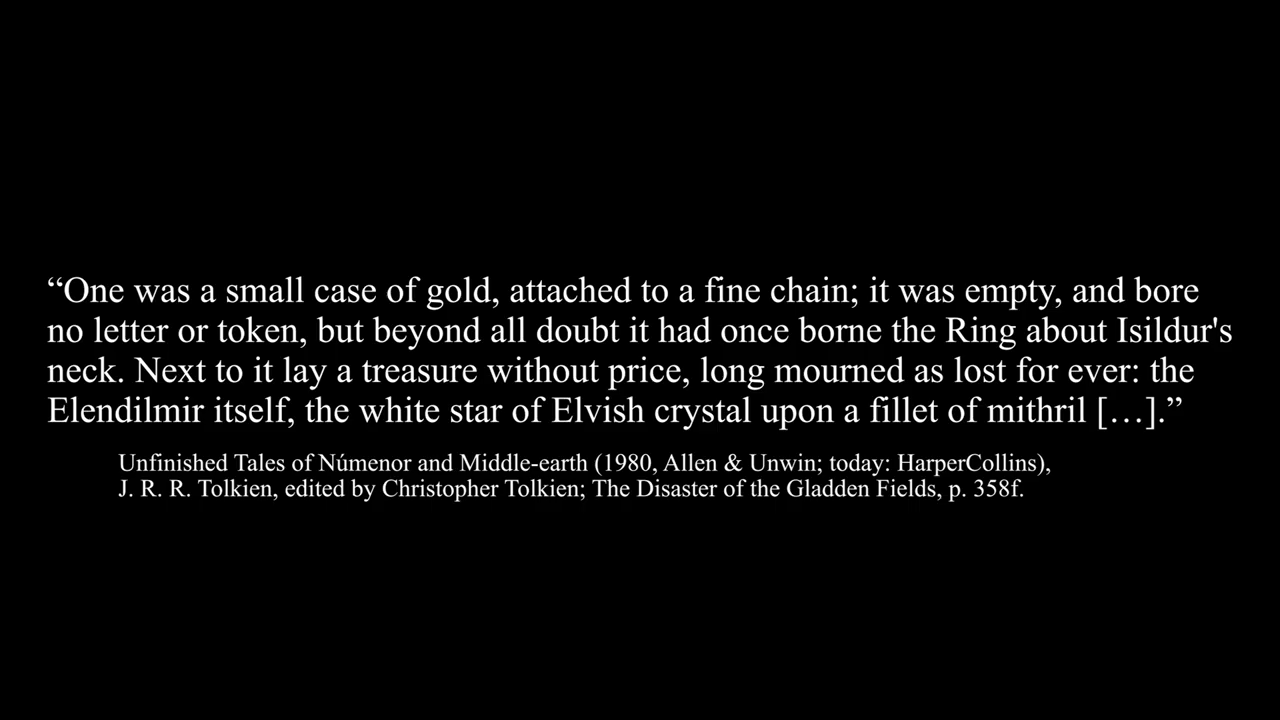 “One was a small case of gold, attached to a fine chain; it was empty, and bore
no letter or token, but beyond all doubt it had once borne the Ring about Isildur's
neck. Next to it lay a treasure without price, long mourned as lost for ever: the
Elendilmir itself, the white star of Elvish crystal upon a fillet of mithril […].”
Unfinished Tales of Númenor and Middle-earth (1980, Allen & Unwin; today: HarperCollins),
J. R. R. Tolkien, edited by Christopher Tolkien; The Disaster of the Gladden Fields, p. 358f.